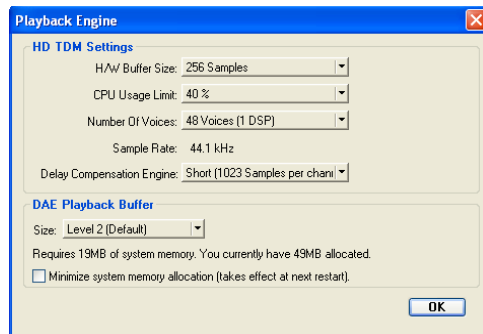 Playback Engine
HD TDM Settings
H/W Buffer Size: 256 Samples
CPU Usage Limit: 40 %
Number Of Voices: 48 Voices (1 DSP)
Sample Rate: 44.1 kHz
Delay Compensation Engine: Short (1023 Samples per chann
DAE Playback Buffer
Size: Level 2 (Default)
Requires 19MB of system memory. You currently have 49MB allocated.
Minimize system memory allocation (takes effect at next restart).
OK